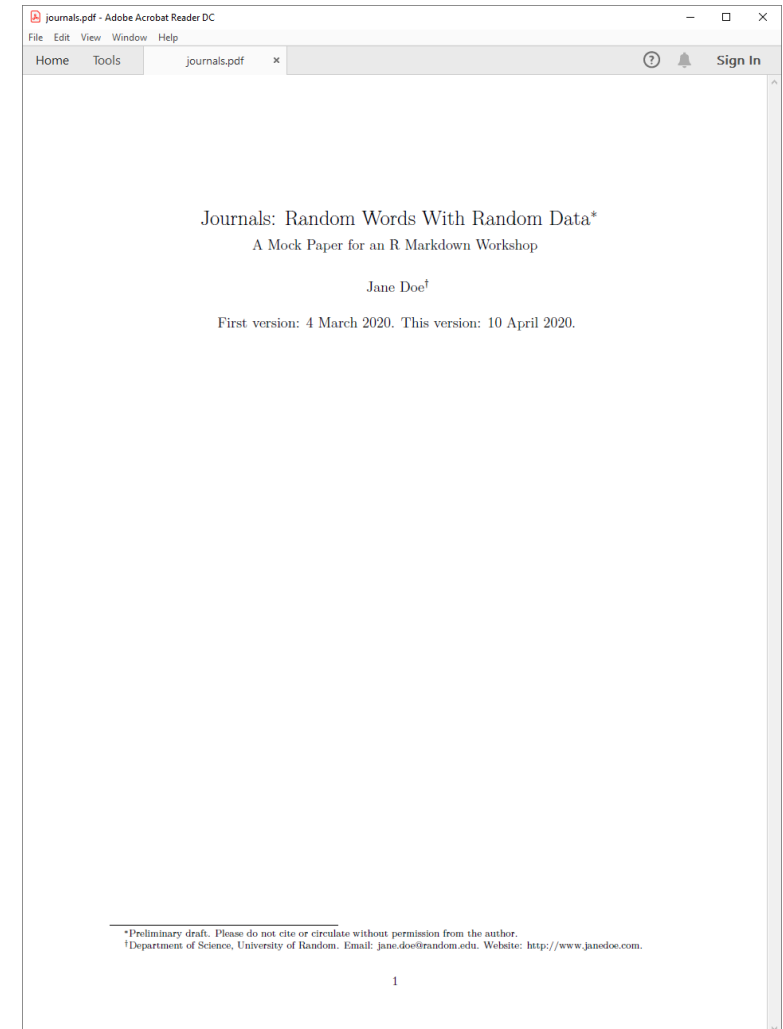 journals.pdf - Adobe Acrobat Reader DC
File Edit View Window Help
Home Tools journals.pdf × ? Sign In
Journals: Random Words With Random Data*
A Mock Paper for an R Markdown Workshop
Jane Doe†
First version: 4 March 2020. This version: 10 April 2020.
*Preliminary draft. Please do not cite or circulate without permission from the author.
†Department of Science, University of Random. Email: jane.doe@random.edu. Website: http://www.janedoe.com.
1